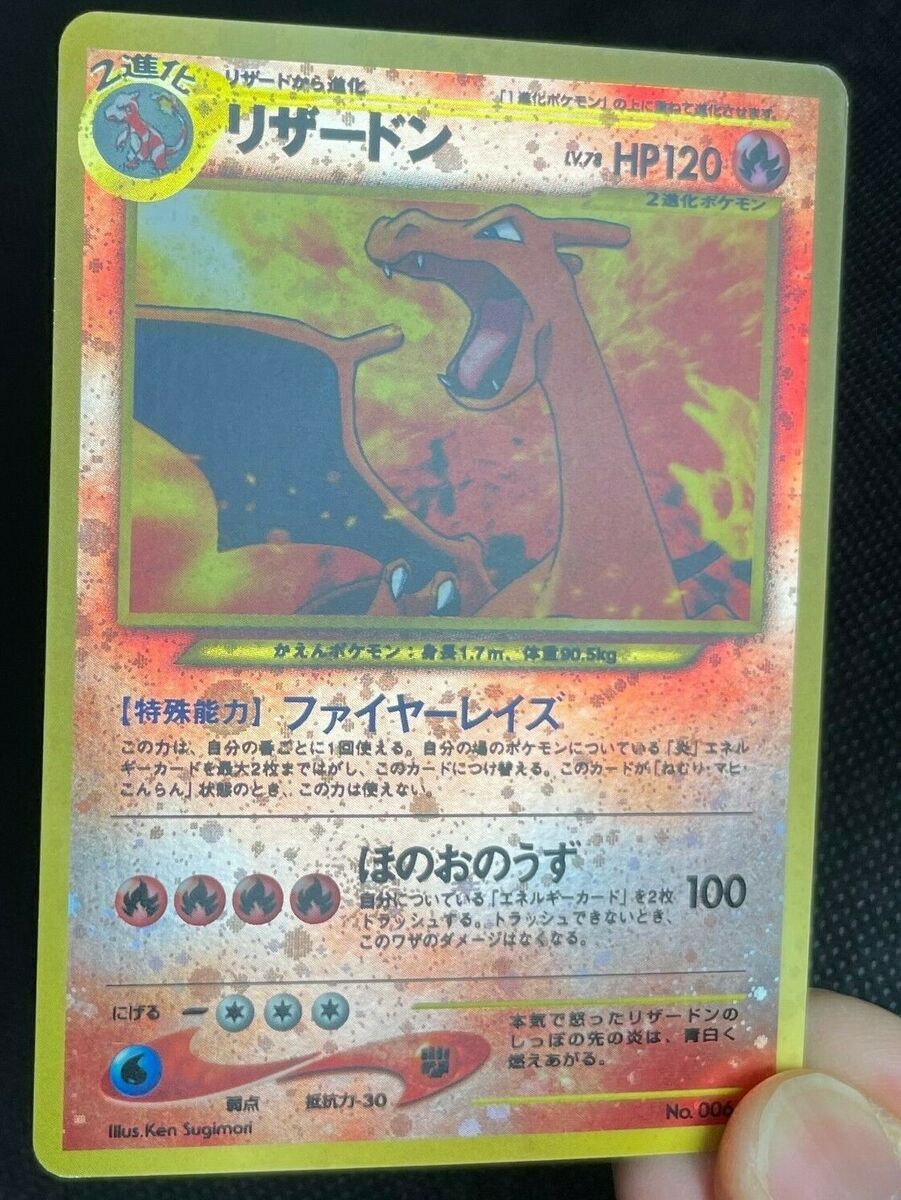 2進化
リザードから進化
「1進化ポケモン」の上に重ねて進化させます。
リザードン
LV.78 HP120
2進化ポケモン
かえんポケモン：身長1.7m、体重90.5kg
【特殊能力】ファイヤーレイズ
この力は、自分の番ごとに1回使える。自分の場のポケモンについている「炎」エネル
ギーカードを最大2枚まではがし、このカードにつけ替える。このカードが「ねむり・マヒ・
こんらん」状態のとき、この力は使えない。
ほのおのうず
自分についている「エネルギーカード」を2枚
トラッシュする。トラッシュできないとき、
このワザのダメージはなくなる。
100
にげる
弱点
抵抗力-30
本気で怒ったリザードンの
しっぽの先の炎は、青白く
燃えあがる。
Illus.Ken Sugimori
No. 006